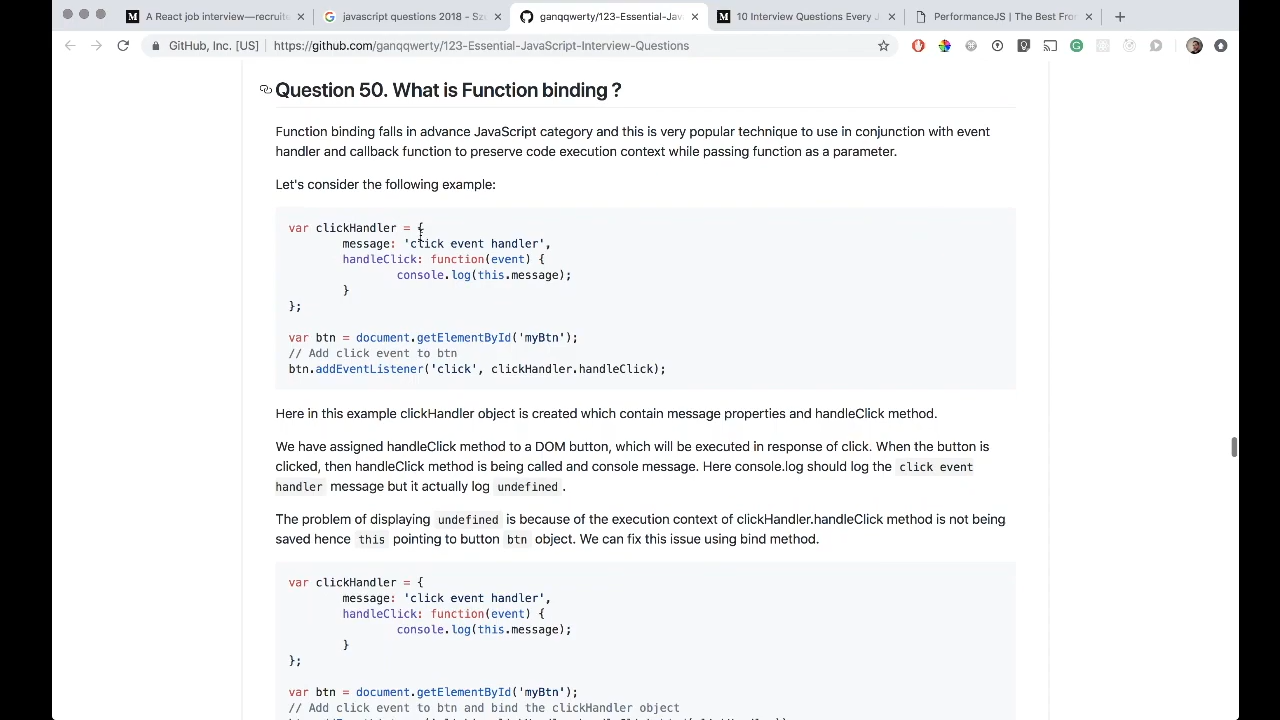 A React job interview—recruite
javascript questions 2018 - Sz
ganqqwerty/123-Essential-Jav
10 Interview Questions Every J
PerformanceJS | The Best Fro
GitHub, Inc. [US] | https://github.com/ganqqwerty/123-Essential-JavaScript-Interview-Questions
Question 50. What is Function binding ?
Function binding falls in advance JavaScript category and this is very popular technique to use in conjunction with event
handler and callback function to preserve code execution context while passing function as a parameter.
Let's consider the following example:
var clickHandler = {
message: 'click event handler',
handleClick: function(event) {
console.log(this.message);
}
};
var btn = document.getElementById('myBtn');
// Add click event to btn
btn.addEventListener('click', clickHandler.handleClick);
Here in this example clickHandler object is created which contain message properties and handleClick method.
We have assigned handleClick method to a DOM button, which will be executed in response of click. When the button is
clicked, then handleClick method is being called and console message. Here console.log should log the click event
handler message but it actually log undefined .
The problem of displaying undefined is because of the execution context of clickHandler.handleClick method is not being
saved hence this pointing to button btn object. We can fix this issue using bind method.
var clickHandler = {
message: 'click event handler',
handleClick: function(event) {
console.log(this.message);
}
};
var btn = document.getElementById('myBtn');
// Add click event to btn and bind the clickHandler object